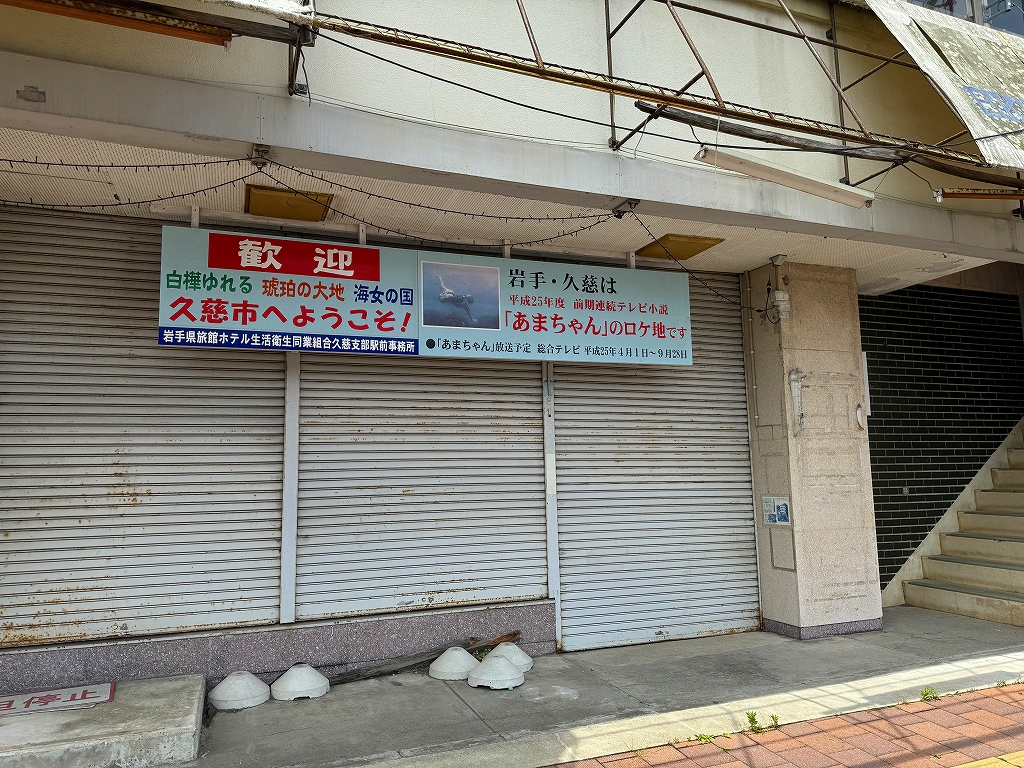 歓迎
白樺ゆれる 琥珀の大地 海女の国
久慈市へようこそ!
岩手県旅館ホテル生活衛生同業組合久慈支部駅前事務所
岩手・久慈は
平成25年度 前期連続テレビ小説
「あまちゃん」のロケ地です
●「あまちゃん」放送予定 総合テレビ 平成25年4月1日~9月28日
停止